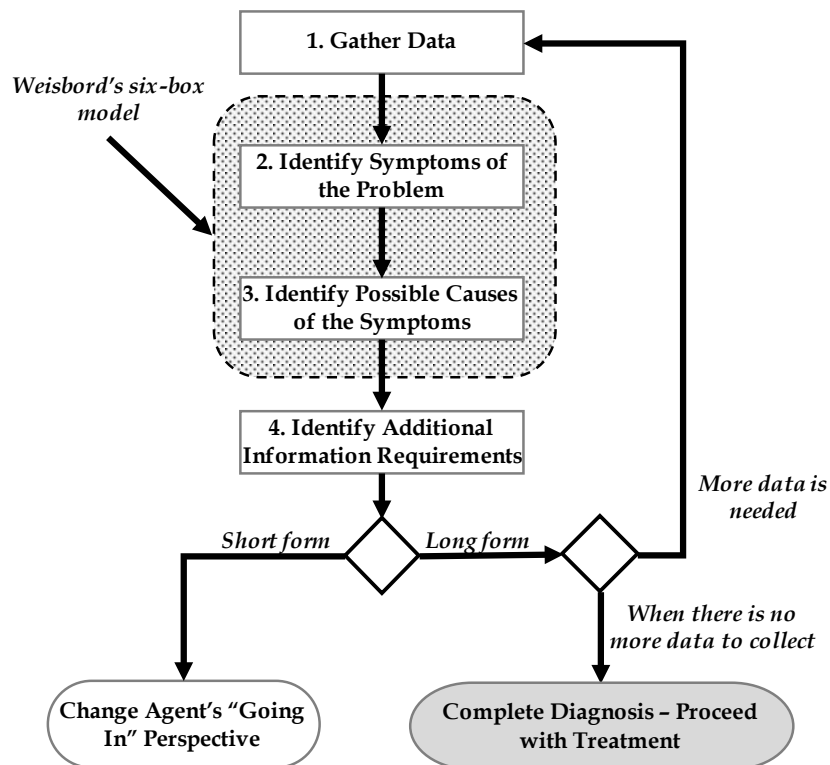 1. Gather Data
Weisbord's six-box
model
2. Identify Symptoms of
the Problem
3. Identify Possible Causes
of the Symptoms
4. Identify Additional
Information Requirements
More data is
needed
Short form
Long form
When there is no
more data to collect
Change Agent's “Going
In” Perspective
Complete Diagnosis – Proceed
with Treatment